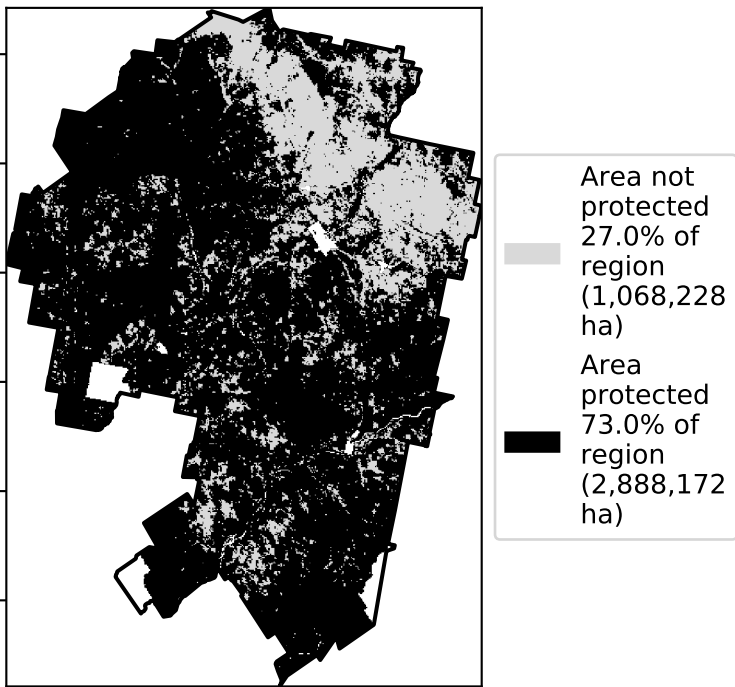 Area not
protected
27.0% of
region
(1,068,228
ha)
Area
protected
73.0% of
region
(2,888,172
ha)